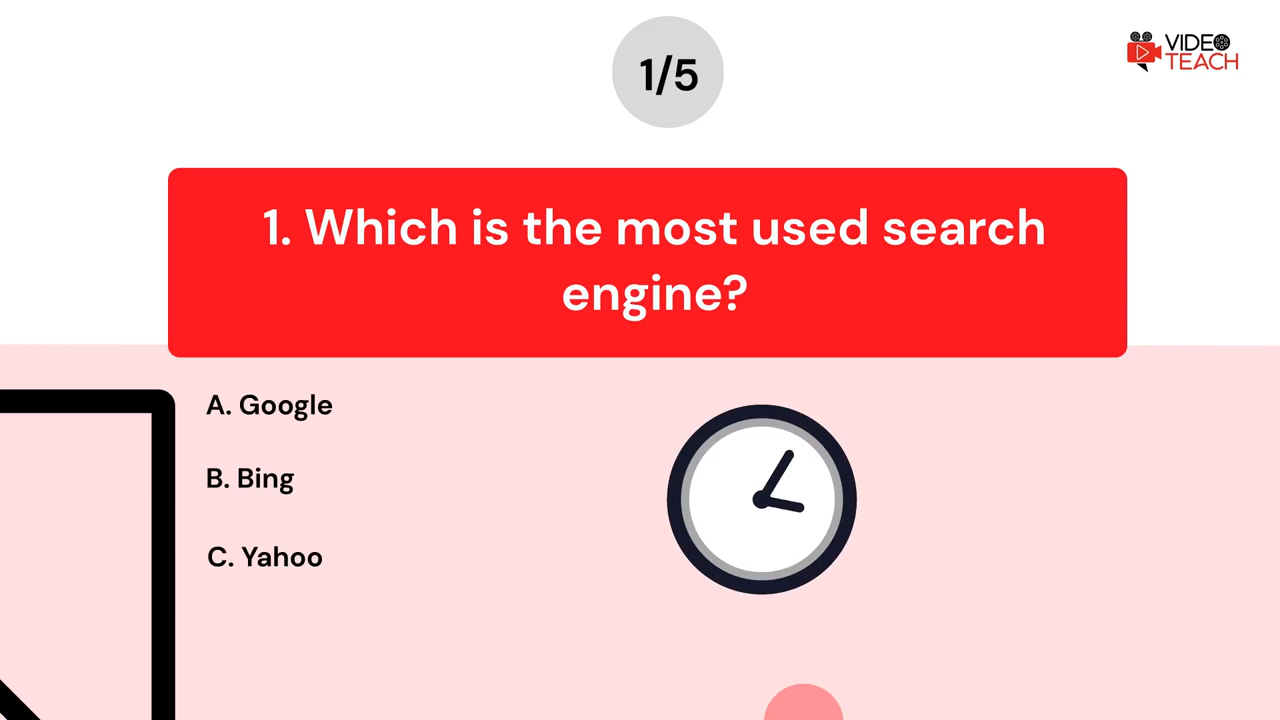 1/5
VIDEO
TEACH
1. Which is the most used search
engine?
A. Google
B. Bing
C. Yahoo